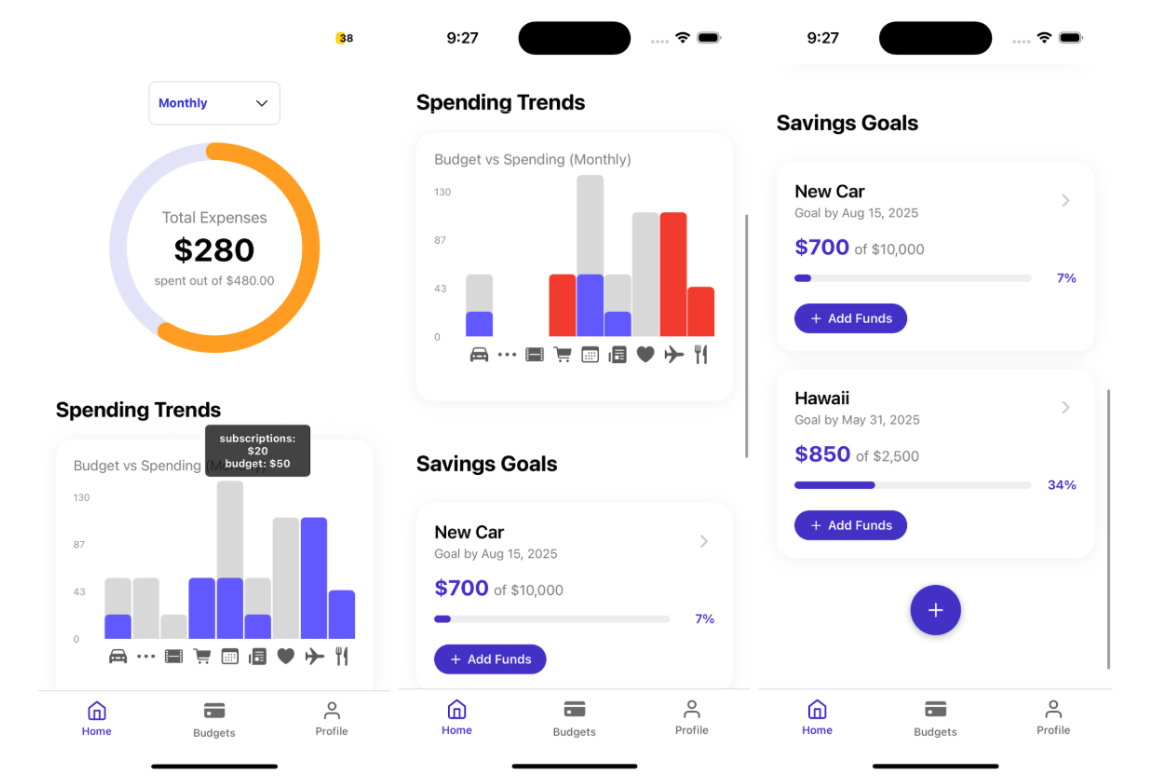 38
Monthly
Total Expenses
$280
spent out of $480.00
Spending Trends
subscriptions:
$20
budget: $50
Budget vs Spending (Monthly)
130
87
43
0
Home
Budgets
Profile
9:27
Spending Trends
Budget vs Spending (Monthly)
130
87
43
0
Savings Goals
New Car
Goal by Aug 15, 2025
$700 of $10,000
7%
+ Add Funds
Home
Budgets
Profile
9:27
Savings Goals
New Car
Goal by Aug 15, 2025
$700 of $10,000
7%
+ Add Funds
Hawaii
Goal by May 31, 2025
$850 of $2,500
34%
+ Add Funds
+
Home
Budgets
Profile